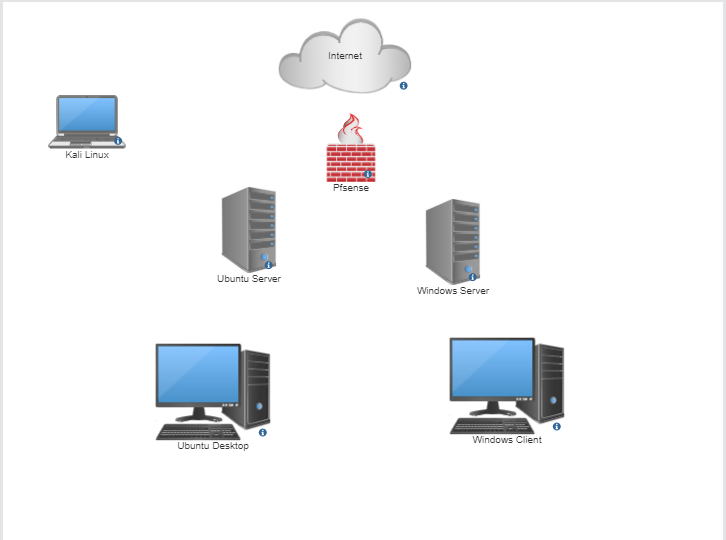 Internet
Kali Linux
Pfsense
Ubuntu Server
Windows Server
Ubuntu Desktop
Windows Client